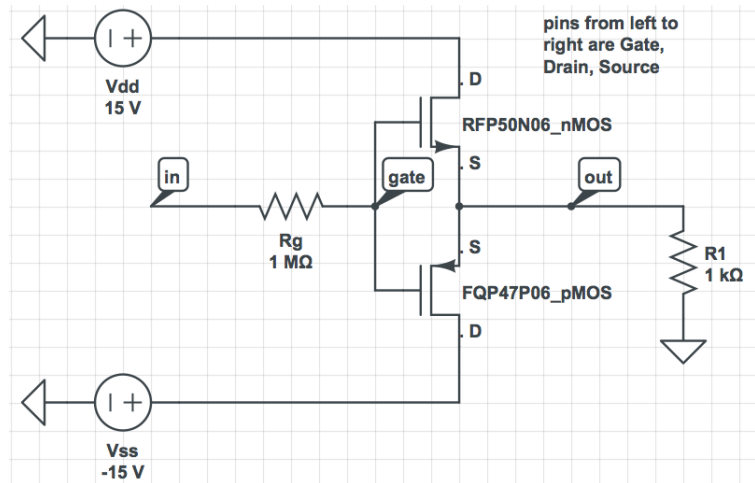 pins from left to
right are Gate,
Drain, Source
Vdd
15 V
D
RFP50N06_nMOS
S
in
gate
out
Rg
1 MΩ
S
R1
1 kΩ
FQP47P06_pMOS
D
Vss
-15 V